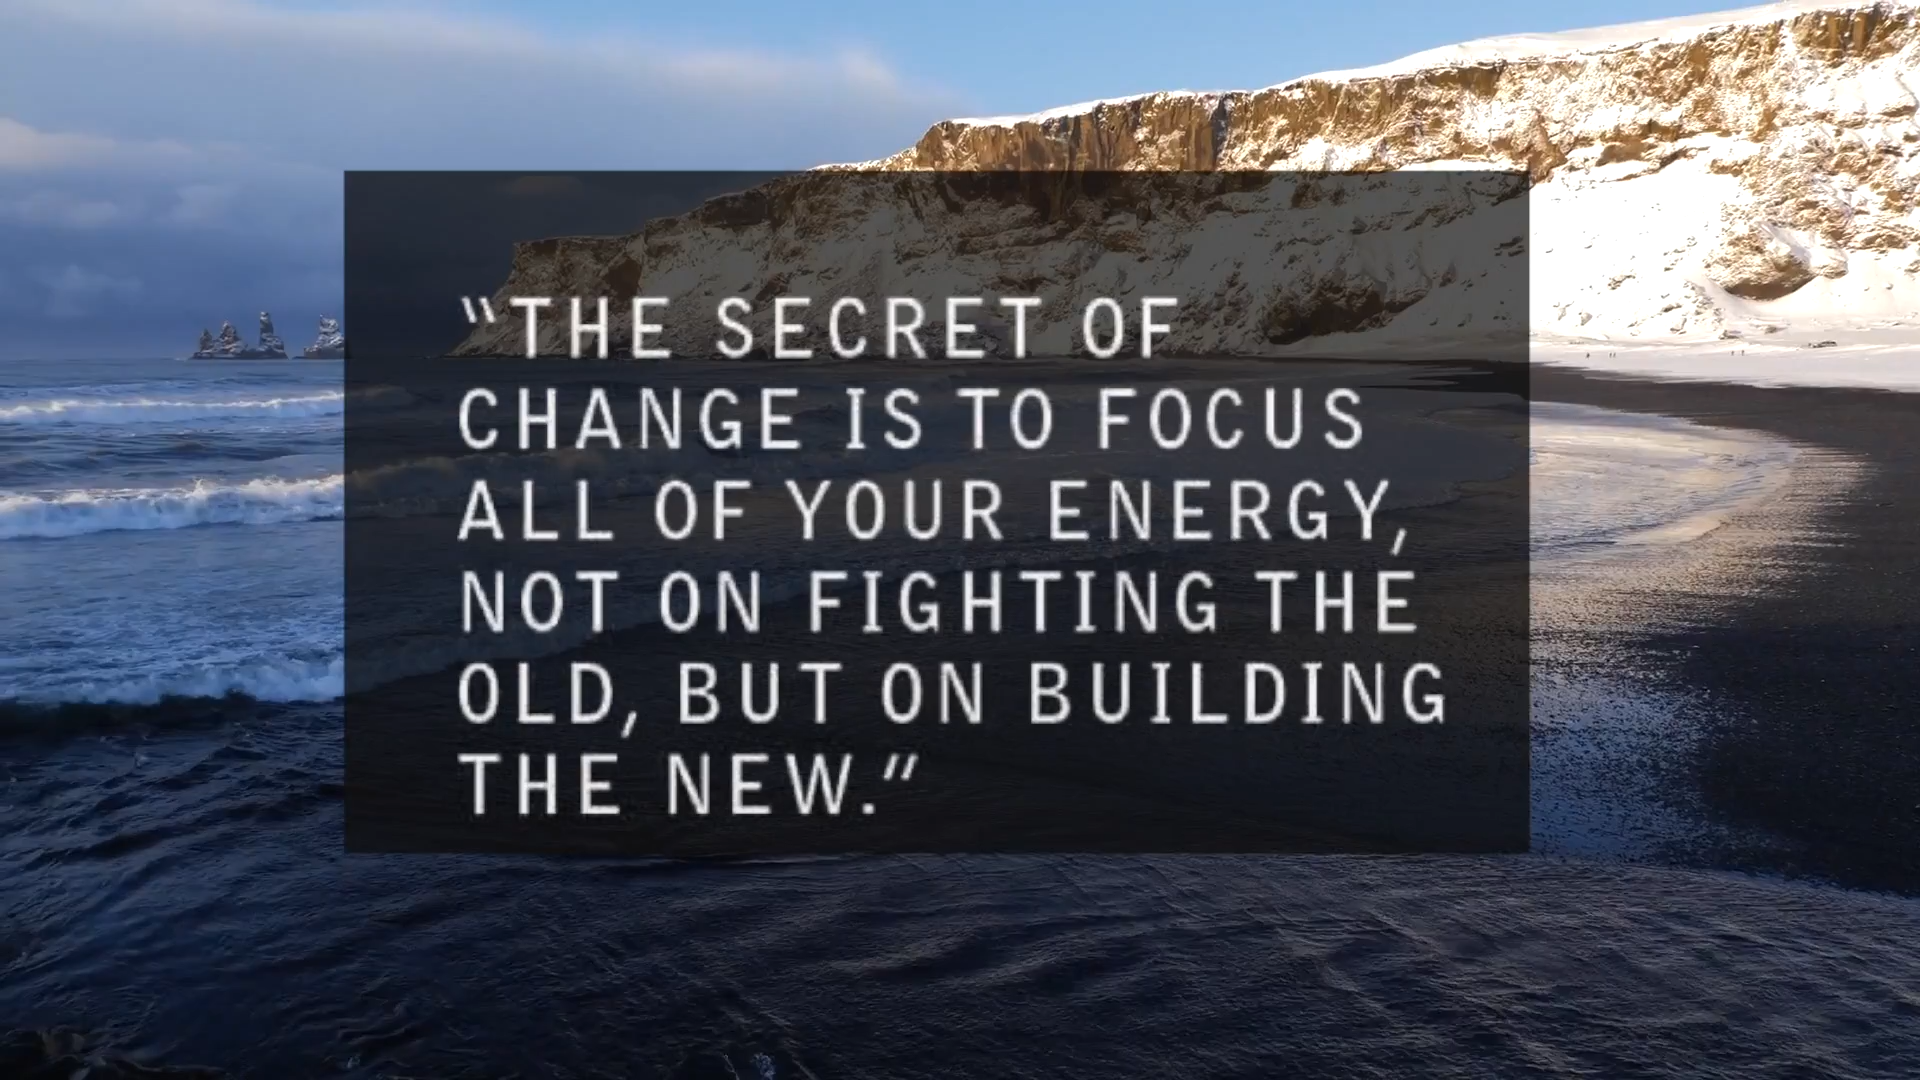 “THE SECRET OF
CHANGE IS TO FOCUS
ALL OF YOUR ENERGY,
NOT ON FIGHTING THE
OLD, BUT ON BUILDING
THE NEW.”